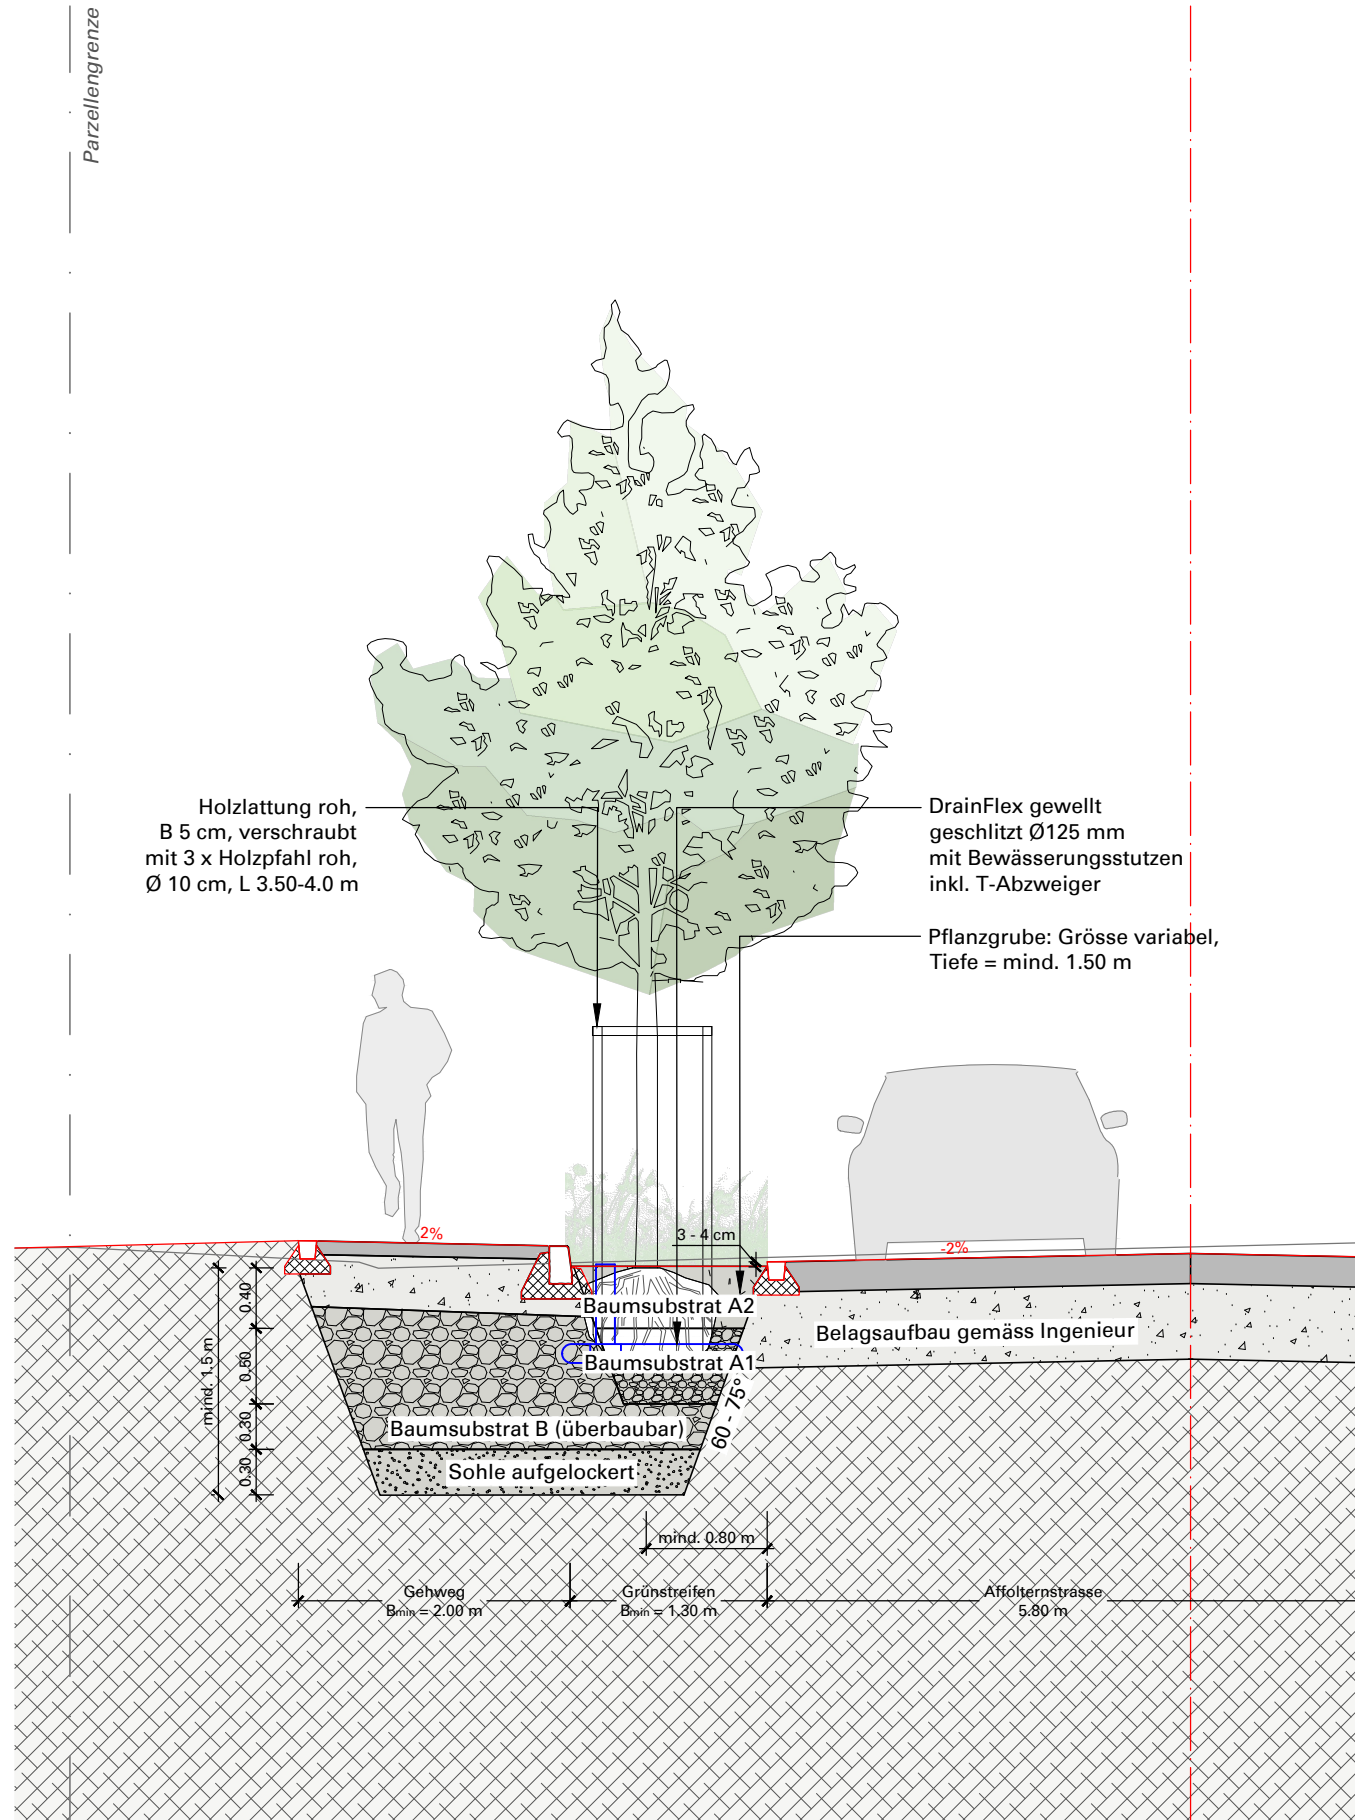 Parzellengrenze
Holzlattung roh,
B 5 cm, verschraubt
mit 3 x Holzpfahl roh,
Ø 10 cm, L 3.50-4.0 m
DrainFlex gewellt
geschlitzt Ø125 mm
mit Bewässerungsstutzen
inkl. T-Abzweiger
Pflanzgrube: Grösse variabel,
Tiefe = mind. 1.50 m
2%
3 - 4 cm
-2%
Baumsubstrat A2
Belagsaufbau gemäss Ingenieur
Baumsubstrat A1
Baumsubstrat B (überbaubar)
Sohle aufgelockert
60 - 75°
mind. 1.5 m
0.40
0.50
0.30
0.30
mind. 0.80 m
Gehweg
Bmin = 2.00 m
Grünstreifen
Bmin = 1.30 m
Affolternstrasse
5.80 m